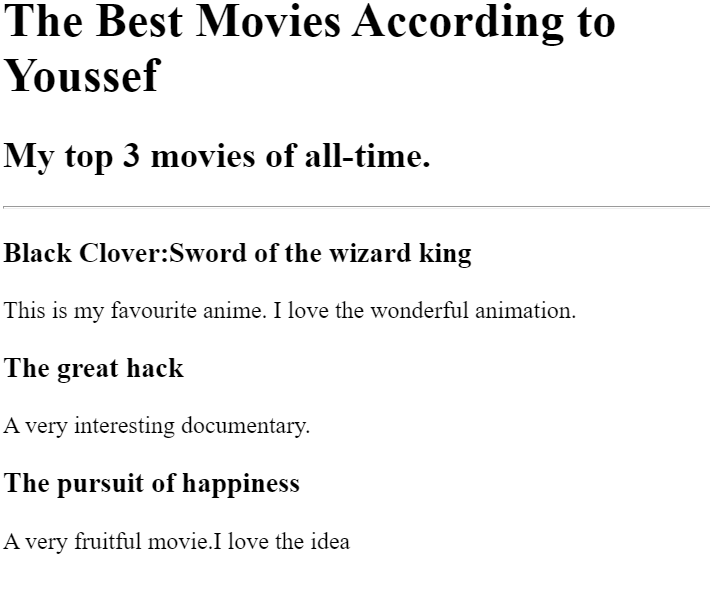 The Best Movies According to
Youssef
My top 3 movies of all-time.
Black Clover:Sword of the wizard king
This is my favourite anime. I love the wonderful animation.
The great hack
A very interesting documentary.
The pursuit of happiness
A very fruitful movie.I love the idea